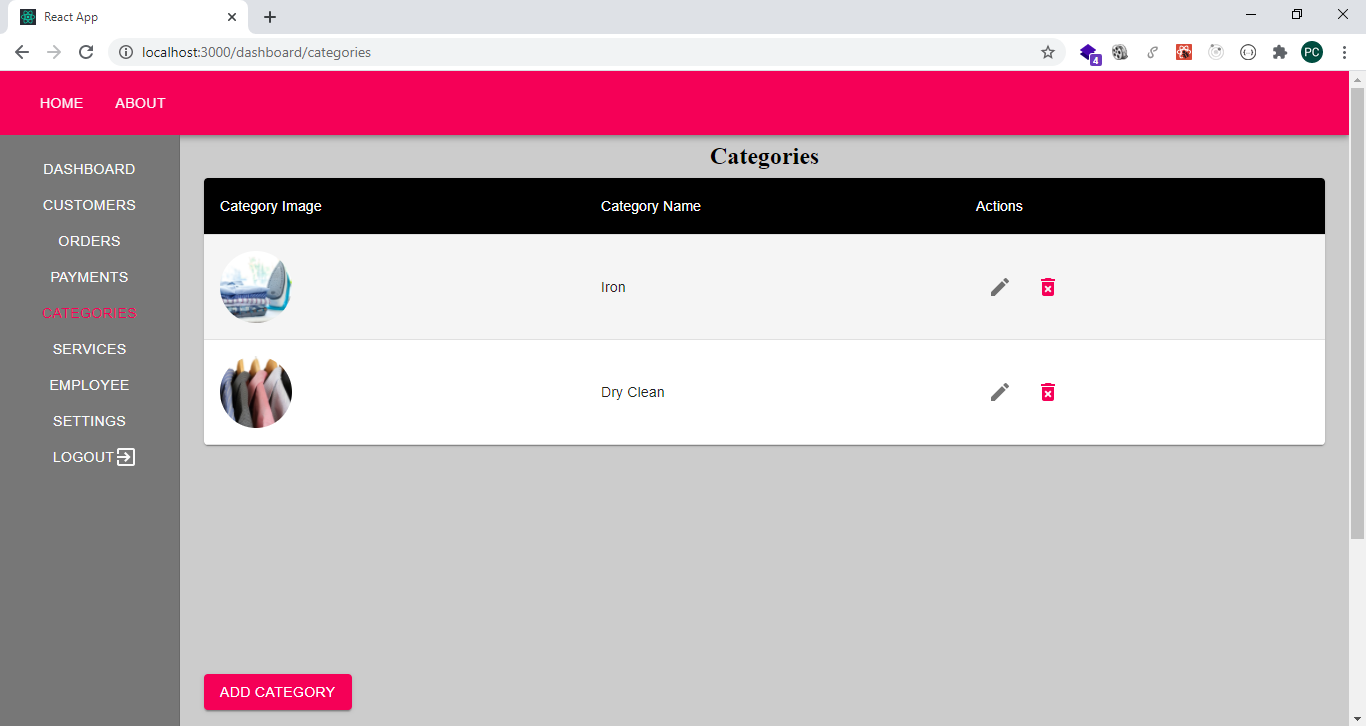 React App
localhost:3000/dashboard/categories
4
PC
HOME ABOUT
DASHBOARD
CUSTOMERS
ORDERS
PAYMENTS
CATEGORIES
SERVICES
EMPLOYEE
SETTINGS
LOGOUT
Categories
Category Image Category Name Actions
Iron
Dry Clean
ADD CATEGORY